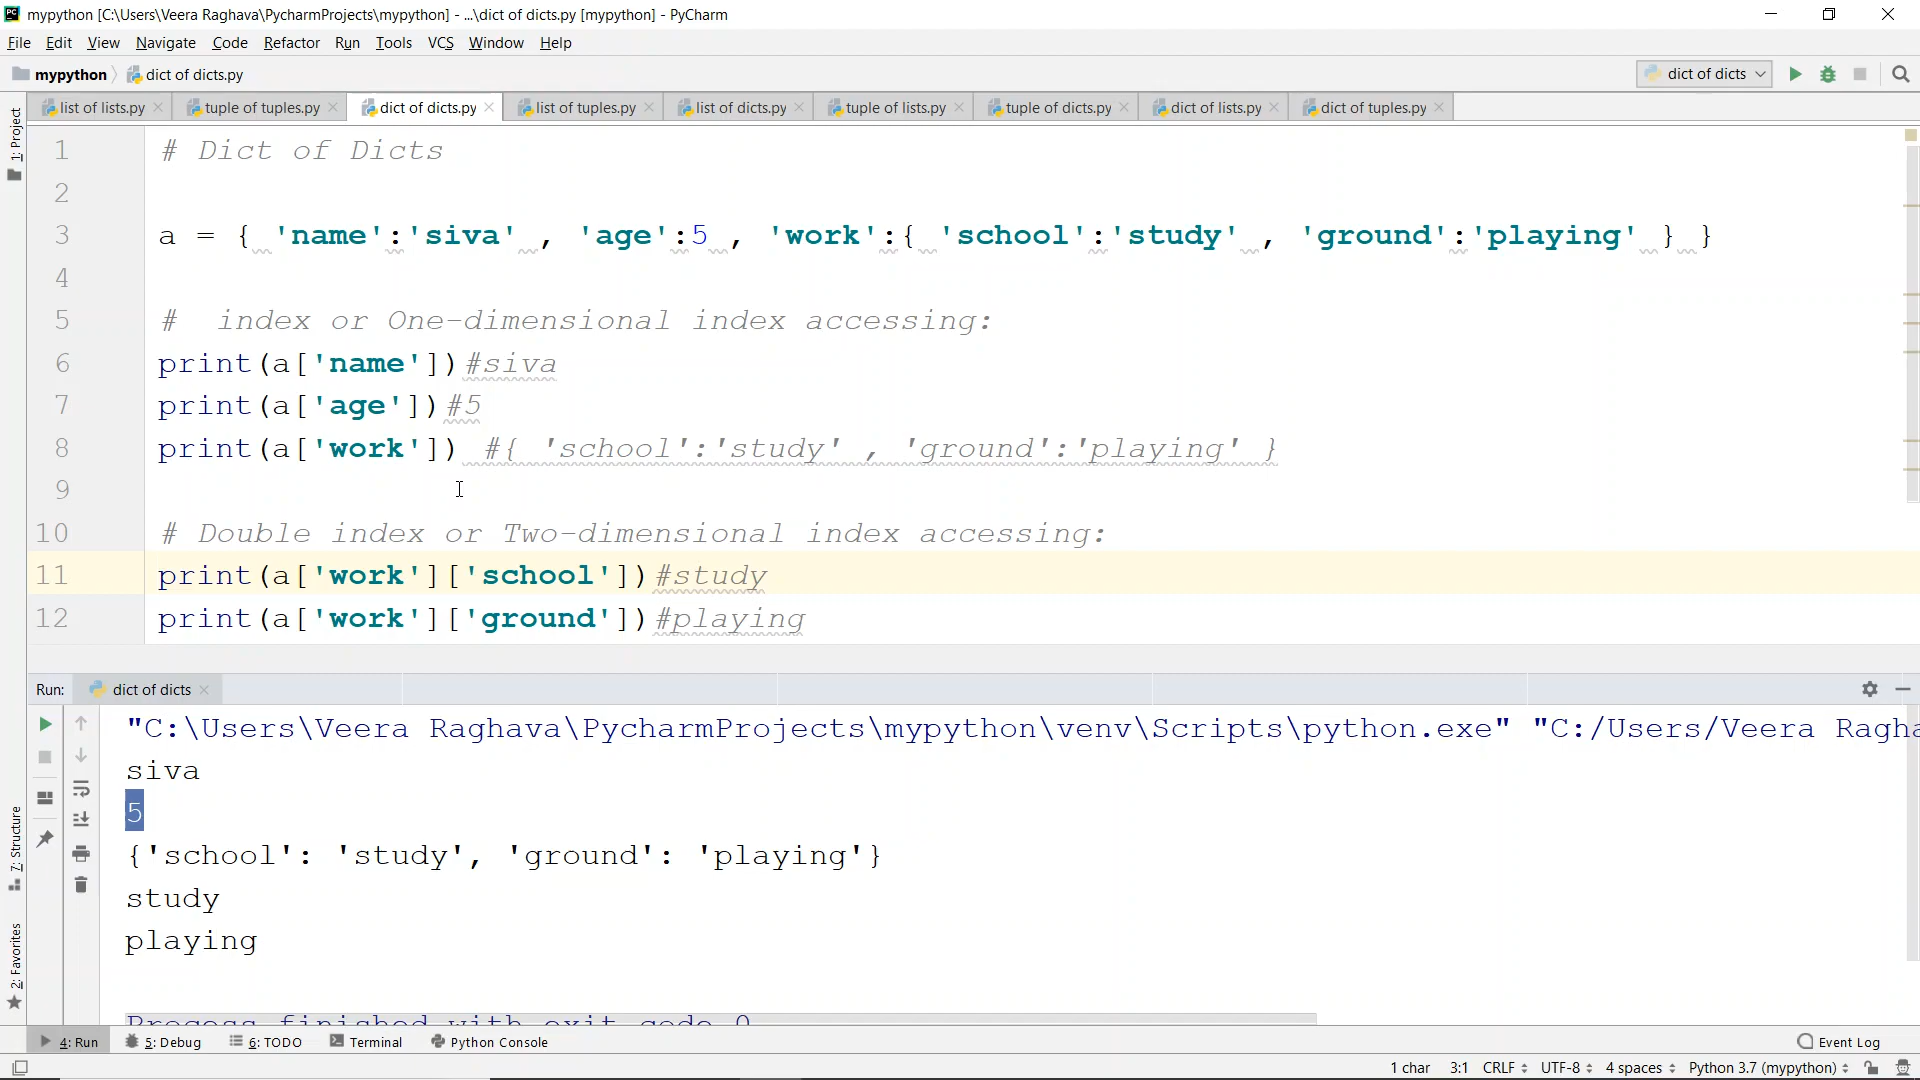 mypython [C:\Users\Veera Raghava\PycharmProjects\mypython] - ...\dict of dicts.py [mypython] - PyCharm
File Edit View Navigate Code Refactor Run Tools VCS Window Help
mypython dict of dicts.py dict of dicts
list of lists.py tuple of tuples.py dict of dicts.py list of tuples.py list of dicts.py tuple of lists.py tuple of dicts.py dict of lists.py dict of tuples.py
1: Project
1 # Dict of Dicts
2
3 a = { 'name':'siva' , 'age':5 , 'work':{ 'school':'study' , 'ground':'playing' } }
4
5 #  index or One-dimensional index accessing:
6 print(a['name'])#siva
7 print(a['age'])#5
8 print(a['work']) #{ 'school':'study' , 'ground':'playing' }
9
10 # Double index or Two-dimensional index accessing:
11 print(a['work']['school'])#study
12 print(a['work']['ground'])#playing
Run: dict of dicts
"C:\Users\Veera Raghava\PycharmProjects\mypython\venv\Scripts\python.exe" "C:/Users/Veera
siva
5
{'school': 'study', 'ground': 'playing'}
study
playing
Process finished with exit code 0
7: Structure
2: Favorites
4: Run 5: Debug 6: TODO Terminal Python Console Event Log
1 char 3:1 CRLF UTF-8 4 spaces Python 3.7 (mypython)